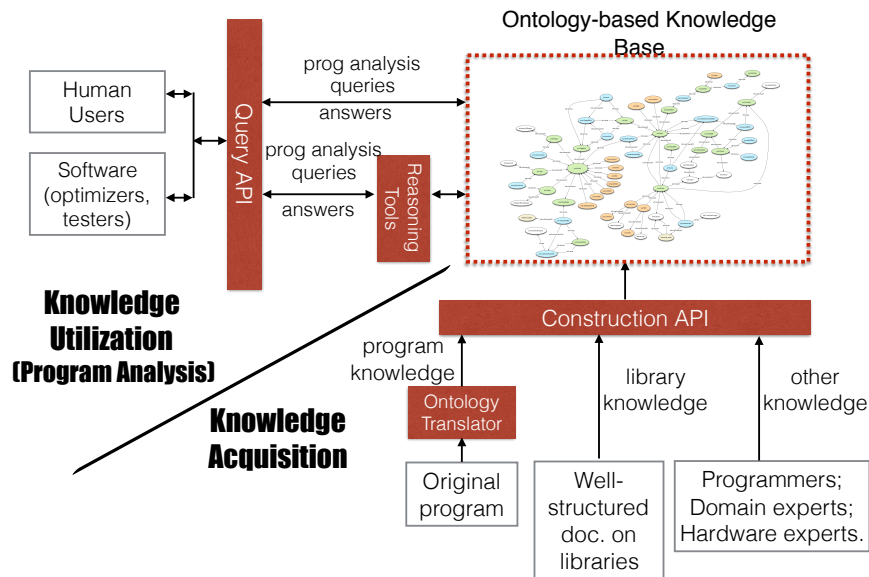 Ontology-based Knowledge
Base
Human
Users
Software
(optimizers,
testers)
Query API
prog analysis
queries
answers
prog analysis
queries
answers
Reasoning
Tools
Knowledge
Utilization
(Program Analysis)
Knowledge
Acquisition
Construction API
program
knowledge
library
knowledge
other
knowledge
Ontology
Translator
Original
program
Well-
structured
doc. on
libraries
Programmers;
Domain experts;
Hardware experts.